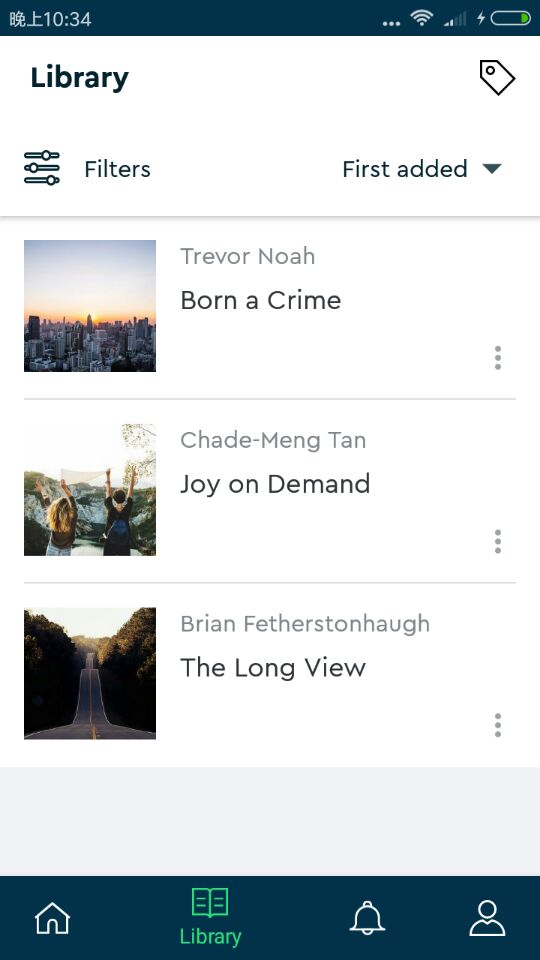 晚上10:34
Library
Filters
First added
Trevor Noah
Born a Crime
Chade-Meng Tan
Joy on Demand
Brian Fetherstonhaugh
The Long View
Library